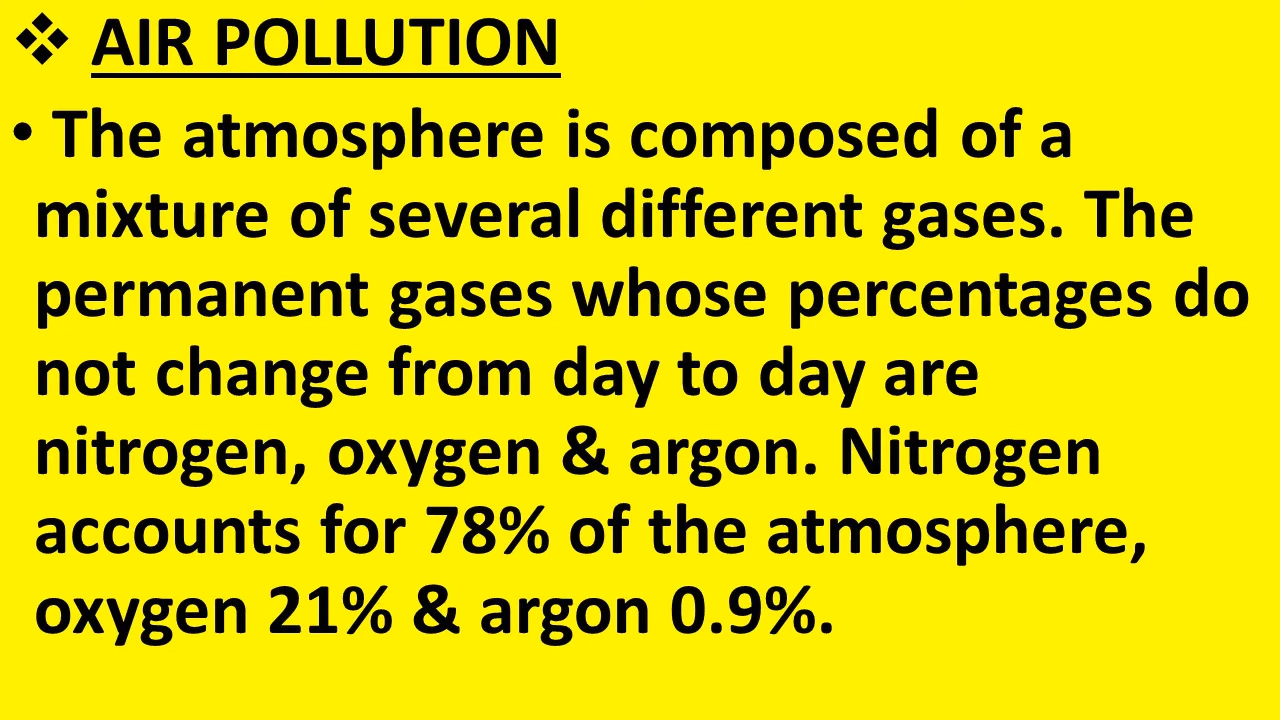 ❖ AIR POLLUTION
• The atmosphere is composed of a
mixture of several different gases. The
permanent gases whose percentages do
not change from day to day are
nitrogen, oxygen & argon. Nitrogen
accounts for 78% of the atmosphere,
oxygen 21% & argon 0.9%.